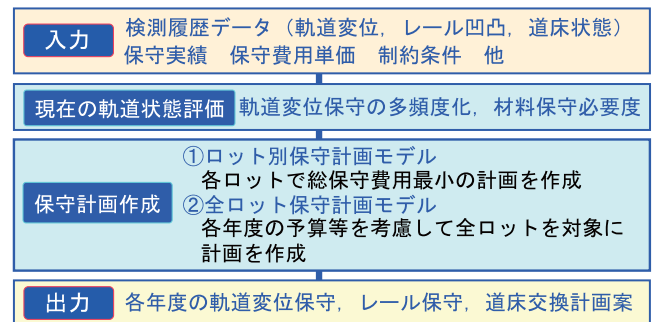 入力
検測履歴データ（軌道変位，レール凹凸，道床状態）
保守実績　保守費用単価　制約条件　他
現在の軌道状態評価 軌道変位保守の多頻度化，材料保守必要度
保守計画作成
①ロット別保守計画モデル
各ロットで総保守費用最小の計画を作成
②全ロット保守計画モデル
各年度の予算等を考慮して全ロットを対象に
計画を作成
出力 各年度の軌道変位保守，レール保守，道床交換計画案